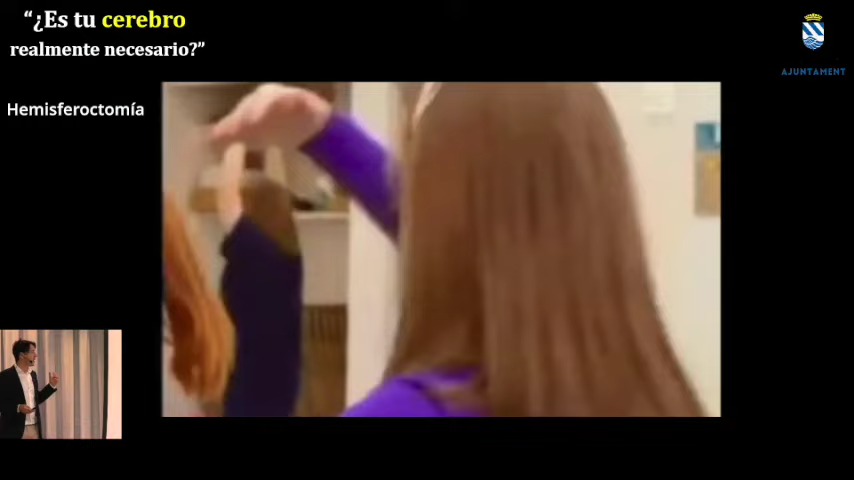 “¿Es tu cerebro
realmente necesario?”
AJUNTAMENT
Hemisferoctomía